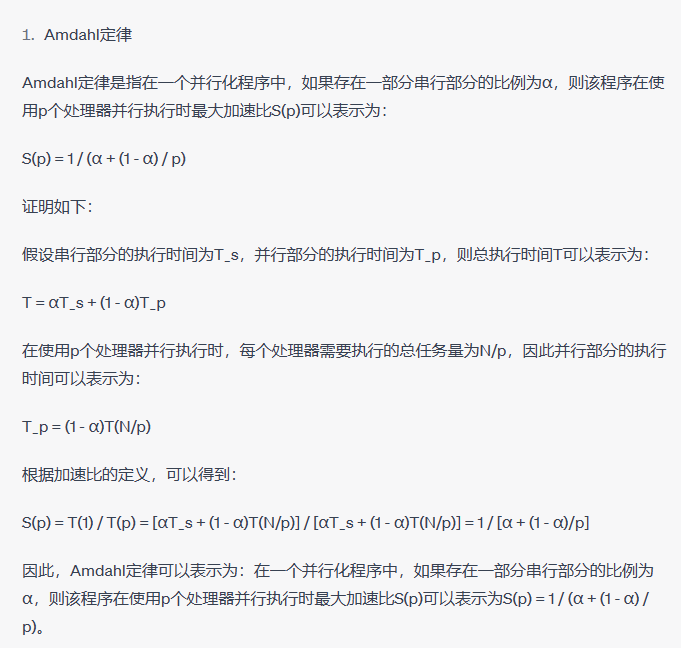 1. Amdahl定律
Amdahl定律是指在一个并行化程序中，如果存在一部分串行部分的比例为α，则该程序在使
用p个处理器并行执行时最大加速比S(p)可以表示为：
S(p) = 1 / (α + (1 - α) / p)
证明如下：
假设串行部分的执行时间为T_s，并行部分的执行时间为T_p，则总执行时间T可以表示为：
T = αT_s + (1 - α)T_p
在使用p个处理器并行执行时，每个处理器需要执行的总任务量为N/p，因此并行部分的执行
时间可以表示为：
T_p = (1 - α)T(N/p)
根据加速比的定义，可以得到：
S(p) = T(1) / T(p) = [αT_s + (1 - α)T(N/p)] / [αT_s + (1 - α)T(N/p)] = 1 / [α + (1 - α)/p]
因此，Amdahl定律可以表示为：在一个并行化程序中，如果存在一部分串行部分的比例为
α，则该程序在使用p个处理器并行执行时最大加速比S(p)可以表示为S(p) = 1 / (α + (1 - α) /
p)。